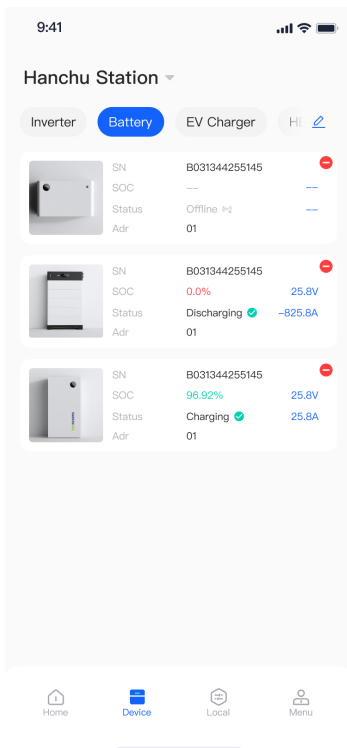 9:41
Hanchu Station
Inverter Battery EV Charger
SN B031344255145
SOC -- --
Status Offline --
Adr 01
SN B031344255145
SOC 0.0% 25.8V
Status Discharging -825.8A
Adr 01
SN B031344255145
SOC 96.92% 25.8V
Status Charging 25.8A
Adr 01
Home Device Local Menu